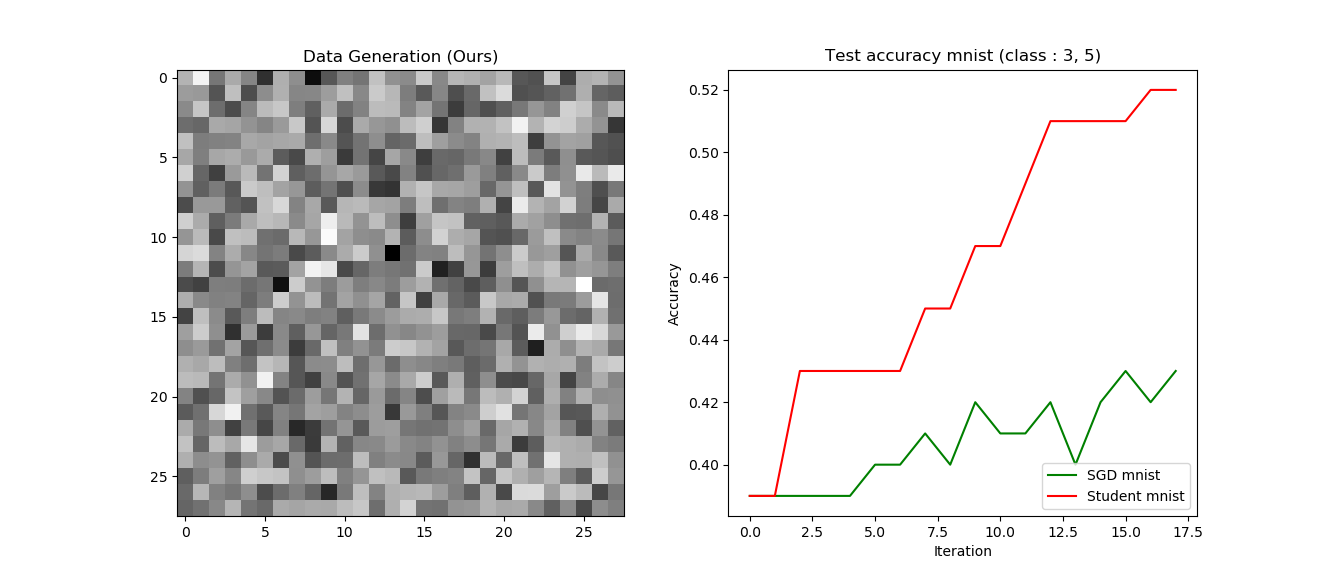 Data Generation (Ours)
0
5
10
15
20
25
0 5 10 15 20 25
Test accuracy mnist (class : 3, 5)
Accuracy
0.52
0.50
0.48
0.46
0.44
0.42
0.40
SGD mnist
Student mnist
0.0 2.5 5.0 7.5 10.0 12.5 15.0 17.5
Iteration